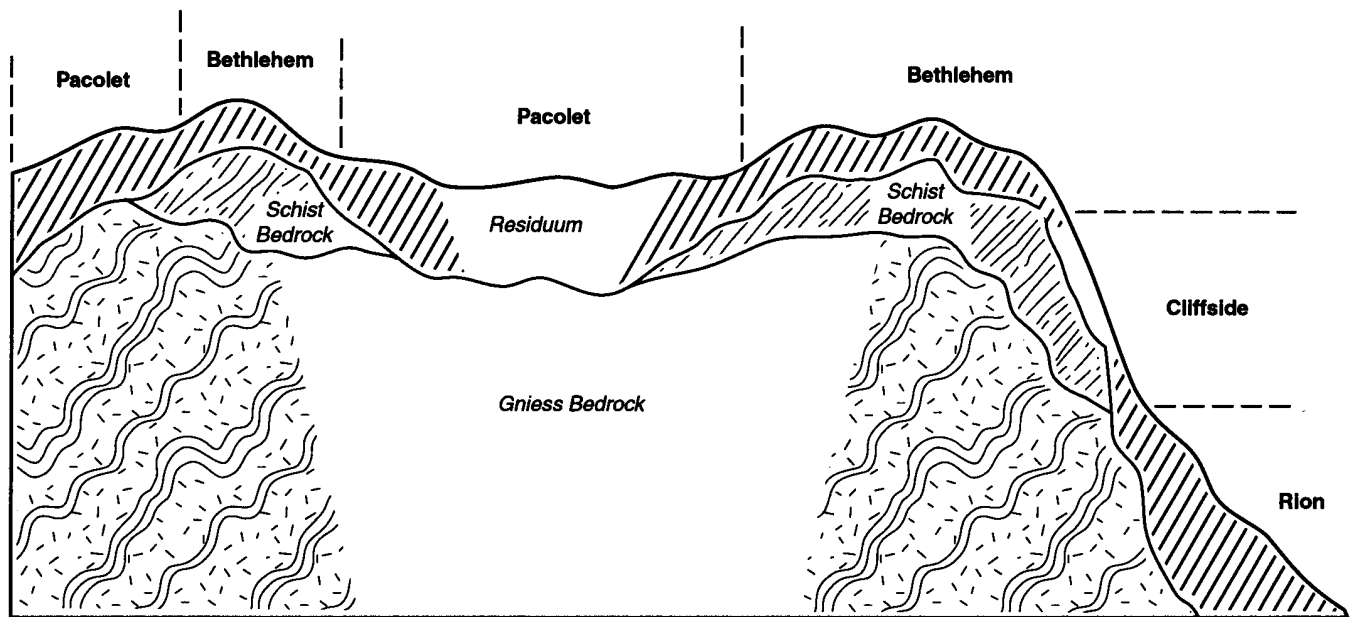 Pacolet
Bethlehem
Pacolet
Bethlehem
Schist
Bedrock
Residuum
Schist
Bedrock
Cliffside
Gniess Bedrock
Rion